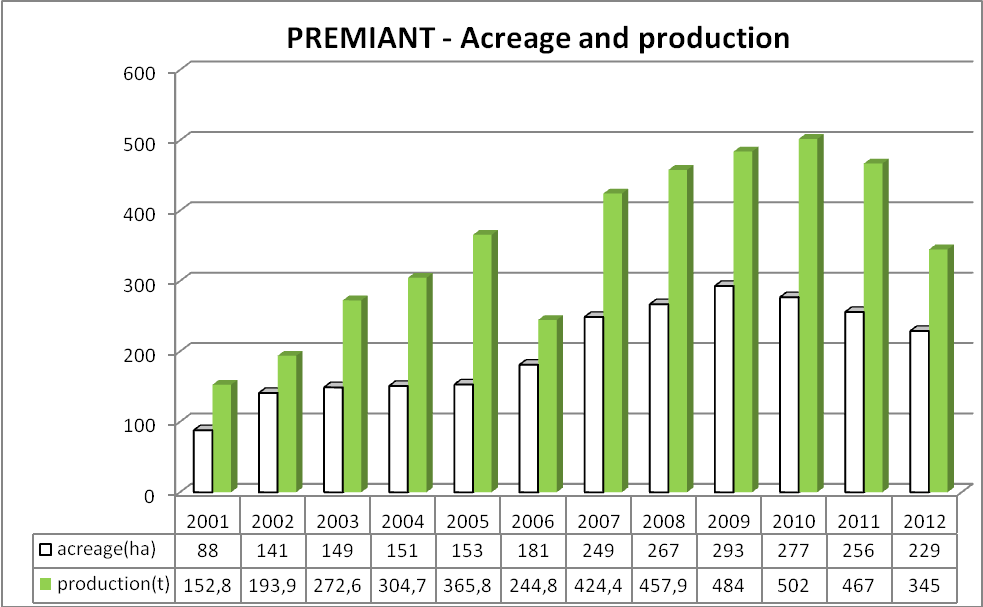 PREMIANT - Acreage and production
600
500
400
300
200
100
0
2001 2002 2003 2004 2005 2006 2007 2008 2009 2010 2011 2012
acreage(ha) 88 141 149 151 153 181 249 267 293 277 256 229
production(t) 152,8 193,9 272,6 304,7 365,8 244,8 424,4 457,9 484 502 467 345